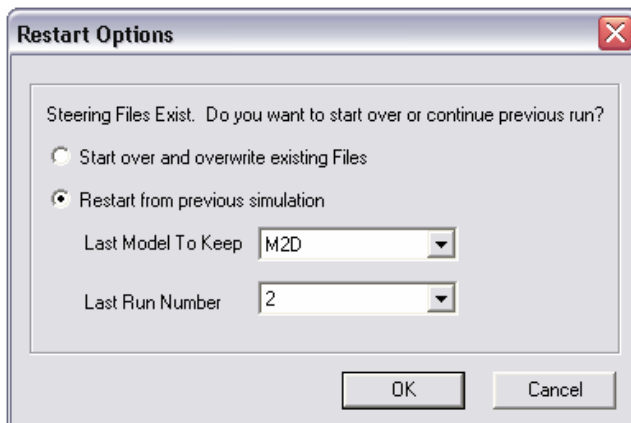 Restart Options
Steering Files Exist.  Do you want to start over or continue previous run?
Start over and overwrite existing Files
Restart from previous simulation
Last Model To Keep M2D
Last Run Number 2
OK Cancel